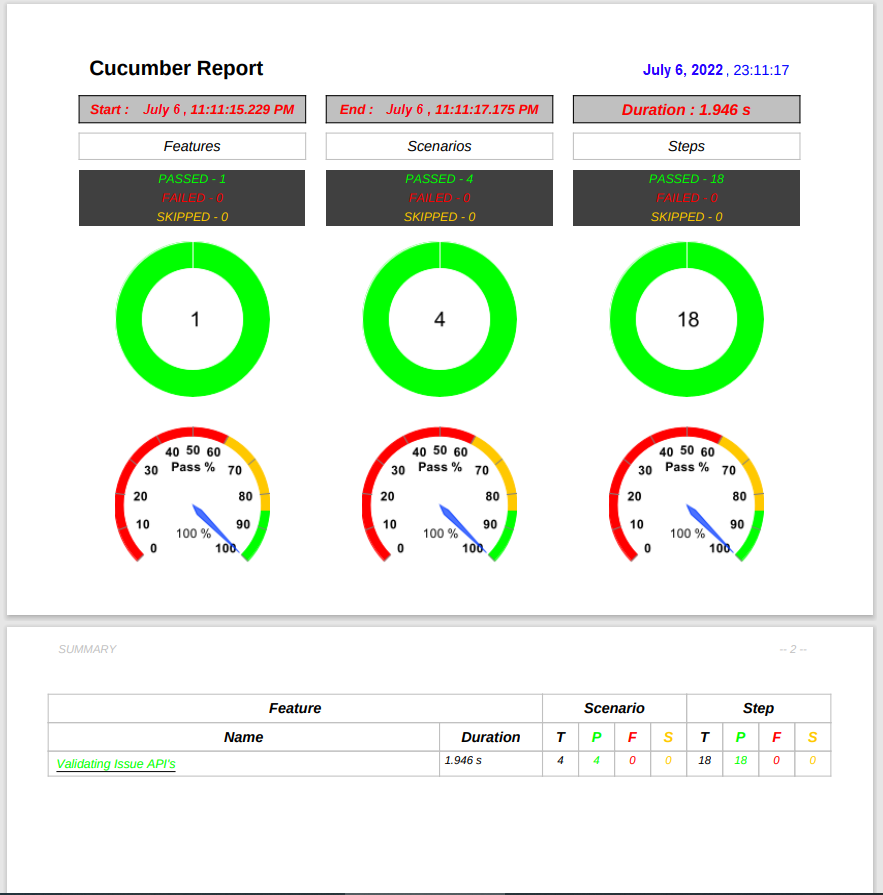 Cucumber Report
July 6, 2022 , 23:11:17
Start : July 6 , 11:11:15.229 PM
End : July 6 , 11:11:17.175 PM
Duration : 1.946 s
Features
Scenarios
Steps
PASSED - 1
FAILED - 0
SKIPPED - 0
PASSED - 4
FAILED - 0
SKIPPED - 0
PASSED - 18
FAILED - 0
SKIPPED - 0
1
4
18
0 10 20 30 40 50 60 70 80 90 100
Pass %
100 %
0 10 20 30 40 50 60 70 80 90 100
Pass %
100 %
0 10 20 30 40 50 60 70 80 90 100
Pass %
100 %
SUMMARY
-- 2 --
Feature Scenario Step
Name Duration T P F S T P F S
Validating Issue API's 1.946 s 4 4 0 0 18 18 0 0